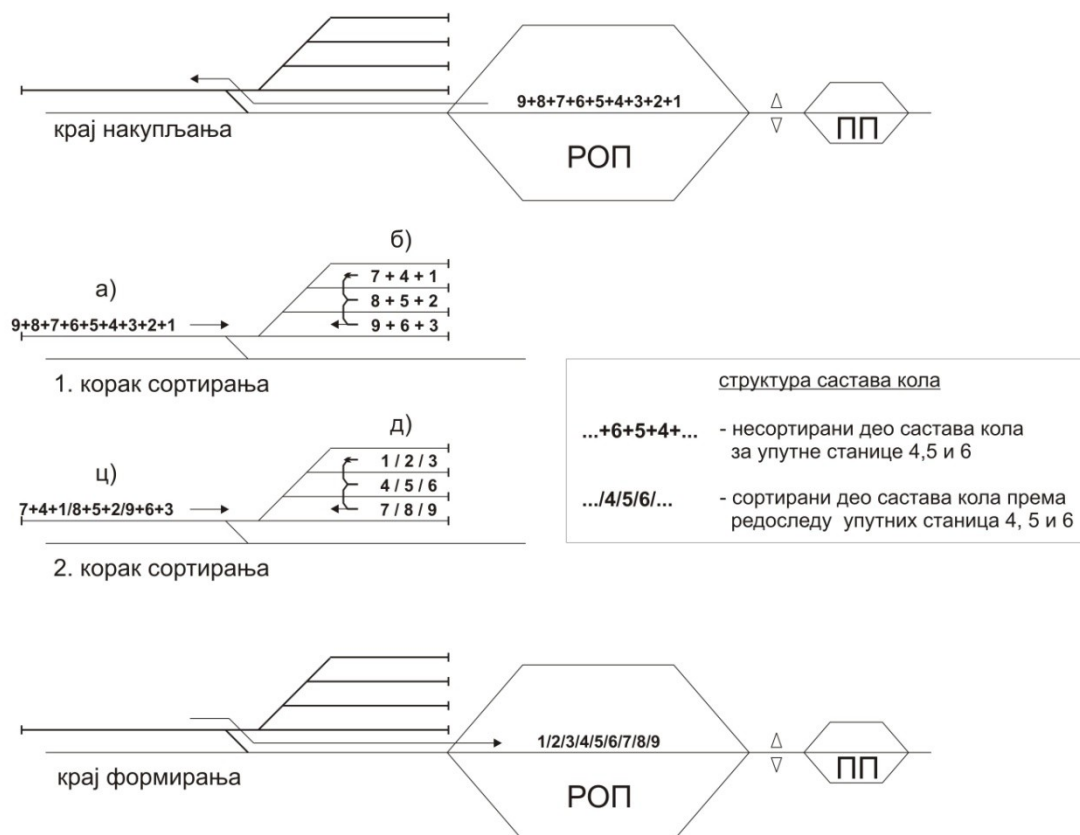 9+8+7+6+5+4+3+2+1
крај накупљања
РОП
ПП
б)
7 + 4 + 1
а)
8 + 5 + 2
9+8+7+6+5+4+3+2+1
9 + 6 + 3
1. корак сортирања
д)
1 / 2 / 3
ц)
4 / 5 / 6
7+4+1/8+5+2/9+6+3
7 / 8 / 9
2. корак сортирања
структура састава кола
...+6+5+4+... - несортирани део састава кола
за упутне станице 4,5 и 6
.../4/5/6/... - сортирани део састава кола према
редоследу упутних станица 4, 5 и 6
1/2/3/4/5/6/7/8/9
крај формирања
РОП
ПП